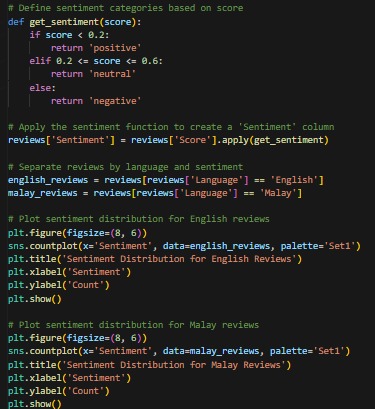 # Define sentiment categories based on score
def get_sentiment(score):
    if score < 0.2:
        return 'positive'
    elif 0.2 <= score <= 0.6:
        return 'neutral'
    else:
        return 'negative'

# Apply the sentiment function to create a 'Sentiment' column
reviews['Sentiment'] = reviews['Score'].apply(get_sentiment)

# Separate reviews by language and sentiment
english_reviews = reviews[reviews['Language'] == 'English']
malay_reviews = reviews[reviews['Language'] == 'Malay']

# Plot sentiment distribution for English reviews
plt.figure(figsize=(8, 6))
sns.countplot(x='Sentiment', data=english_reviews, palette='Set1')
plt.title('Sentiment Distribution for English Reviews')
plt.xlabel('Sentiment')
plt.ylabel('Count')
plt.show()

# Plot sentiment distribution for Malay reviews
plt.figure(figsize=(8, 6))
sns.countplot(x='Sentiment', data=malay_reviews, palette='Set1')
plt.title('Sentiment Distribution for Malay Reviews')
plt.xlabel('Sentiment')
plt.ylabel('Count')
plt.show()